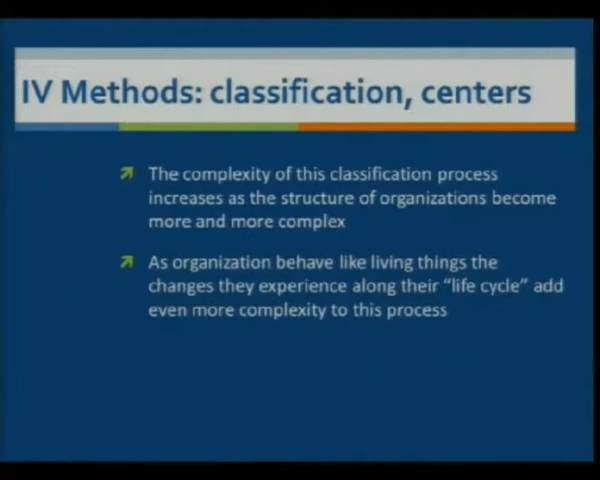 IV Methods: classification, centers
The complexity of this classification process
increases as the structure of organizations become
more and more complex
As organization behave like living things the
changes they experience along their “life cycle” add
even more complexity to this process